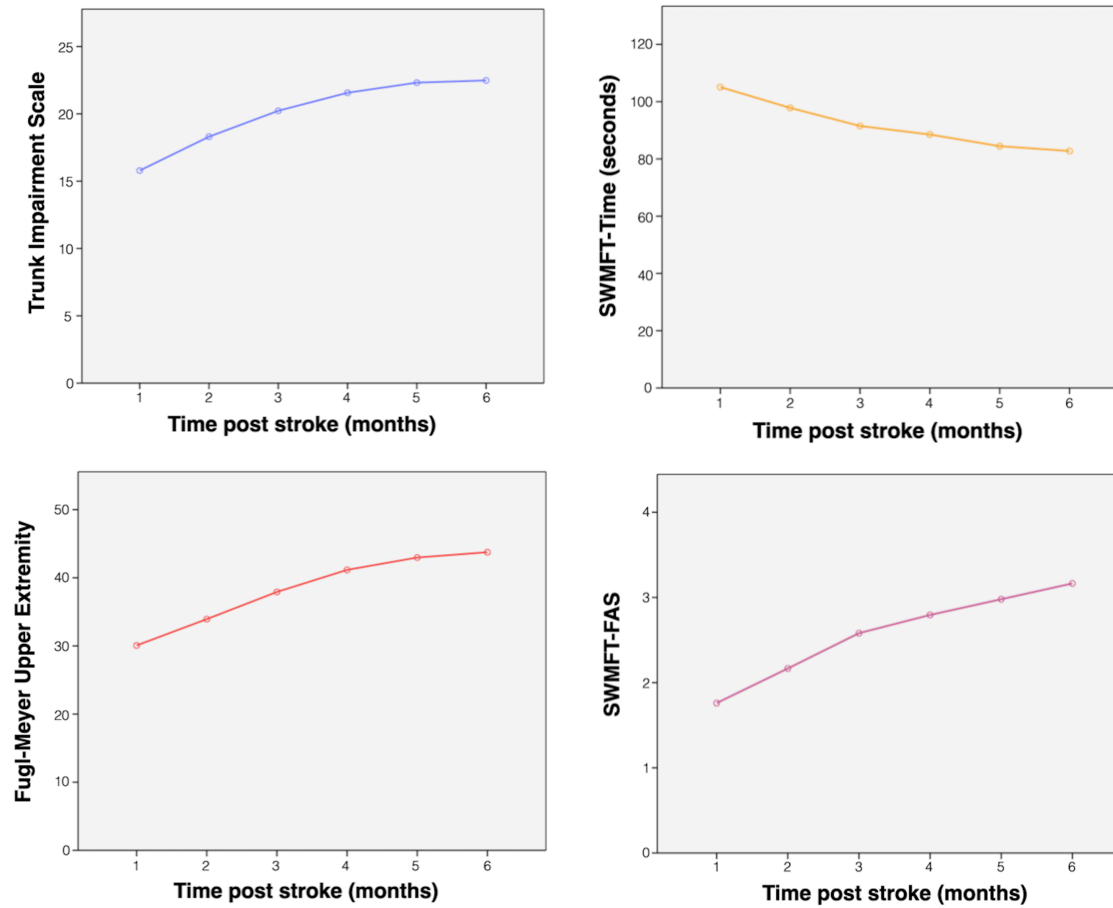 Trunk Impairment Scale
25
20
15
10
5
0
1 2 3 4 5 6
Time post stroke (months)
SWMFT-Time (seconds)
120
100
80
60
40
20
0
1 2 3 4 5 6
Time post stroke (months)
Fugl-Meyer Upper Extremity
50
40
30
20
10
0
1 2 3 4 5 6
Time post stroke (months)
SWMFT-FAS
4
3
2
1
0
1 2 3 4 5 6
Time post stroke (months)